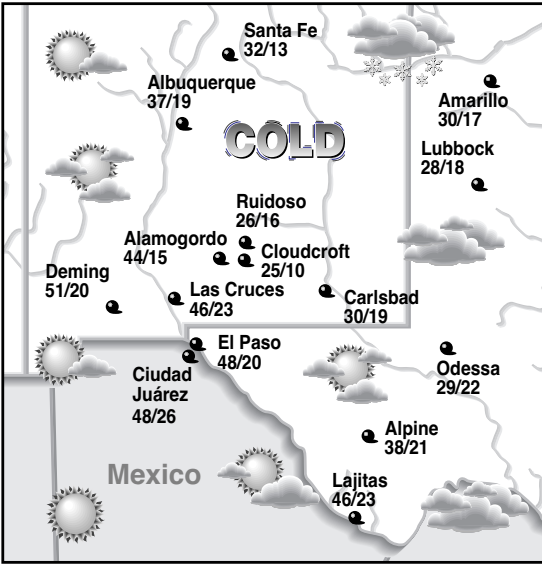 Santa Fe
32/13
Albuquerque
37/19
Amarillo
30/17
COLD
Lubbock
28/18
Ruidoso
26/16
Alamogordo
44/15
Cloudcroft
25/10
Deming
51/20
Las Cruces
46/23
Carlsbad
30/19
El Paso
48/20
Ciudad
Juárez
48/26
Odessa
29/22
Alpine
38/21
Mexico
Lajitas
46/23